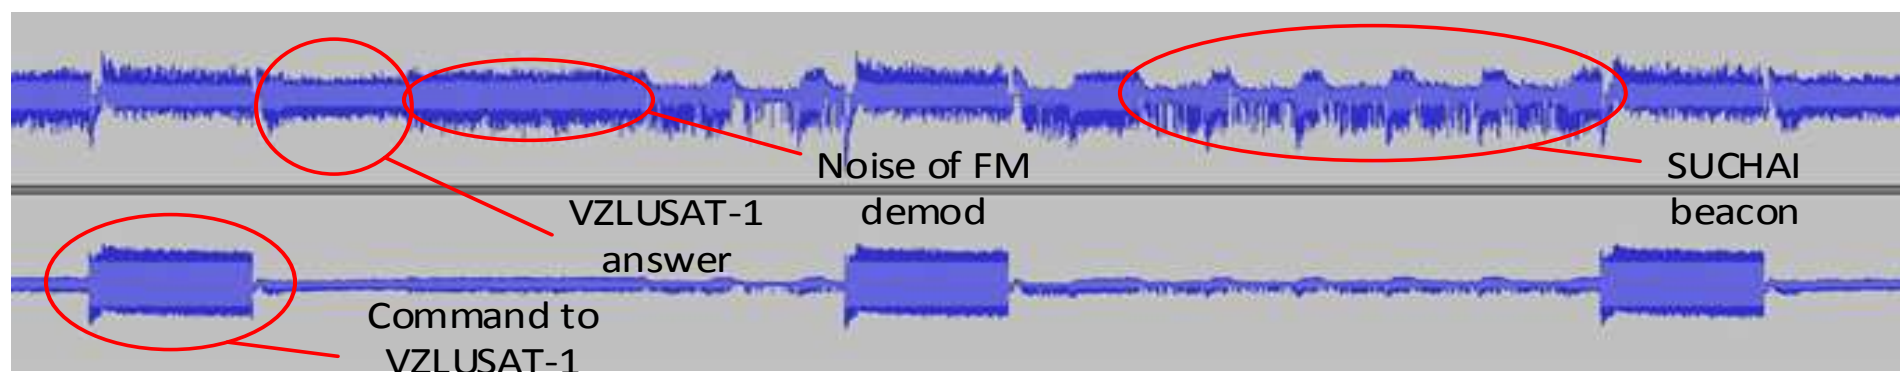 Noise of FM
demod
SUCHAI
beacon
VZLUSAT-1
answer
Command to
VZLUSAT-1